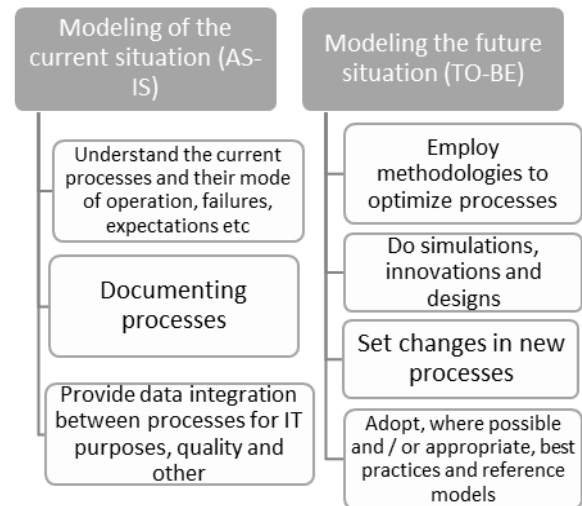 Modeling of the
current situation (AS-
IS)
Understand the current
processes and their mode
of operation, failures,
expectations etc
Documenting
processes
Provide data integration
between processes for IT
purposes, quality and
other
Modeling the future
situation (TO-BE)
Employ
methodologies to
optimize processes
Do simulations,
innovations and
designs
Set changes in new
processes
Adopt, where possible
and / or appropriate, best
practices and reference
models